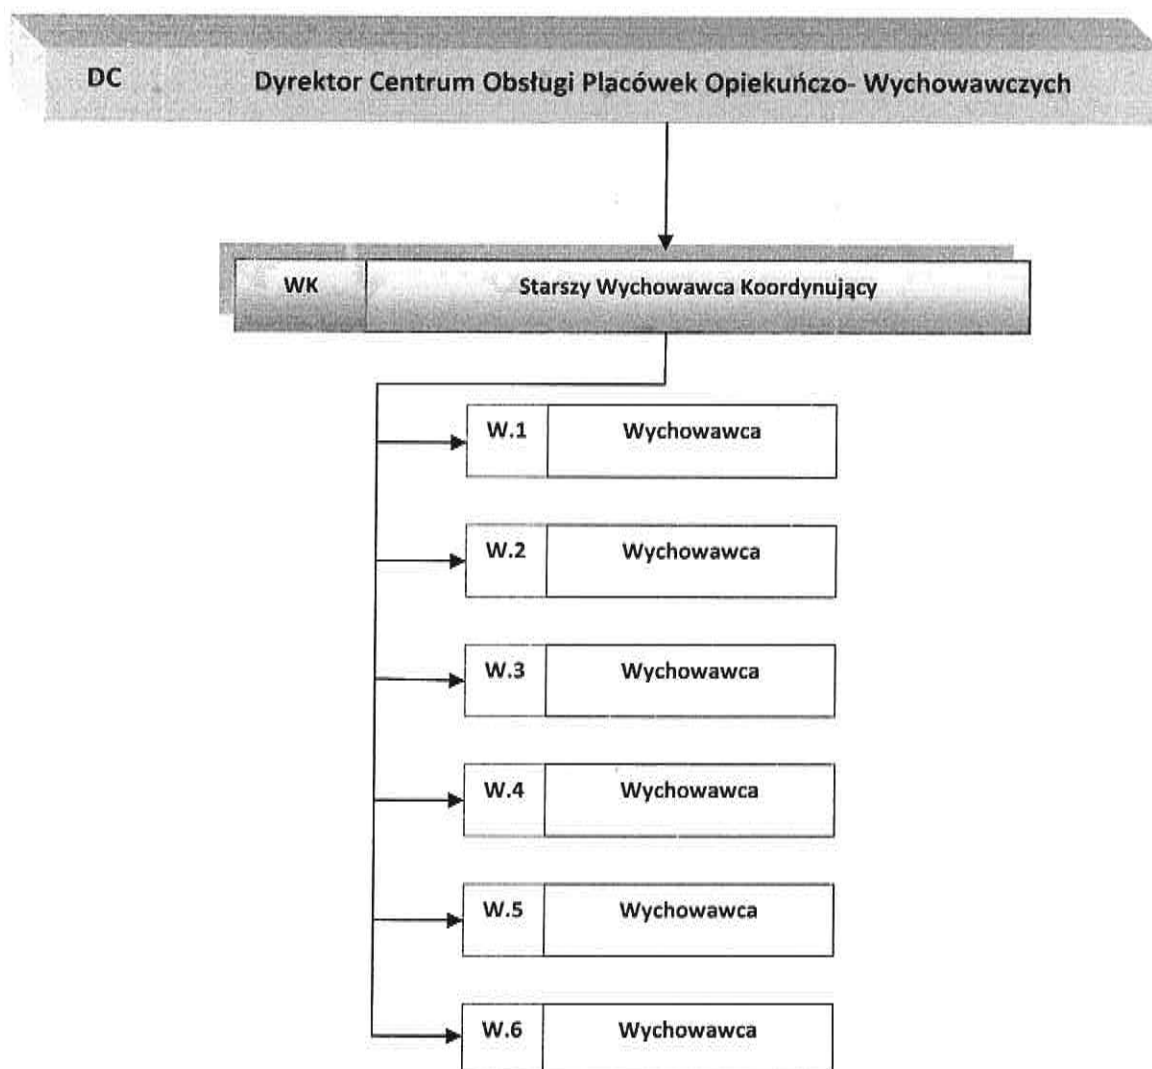 DC Dyrektor Centrum Obsługi Placówek Opiekuńczo- Wychowawczych
WK Starszy Wychowawca Koordynujący
W.1 Wychowawca
W.2 Wychowawca
W.3 Wychowawca
W.4 Wychowawca
W.5 Wychowawca
W.6 Wychowawca